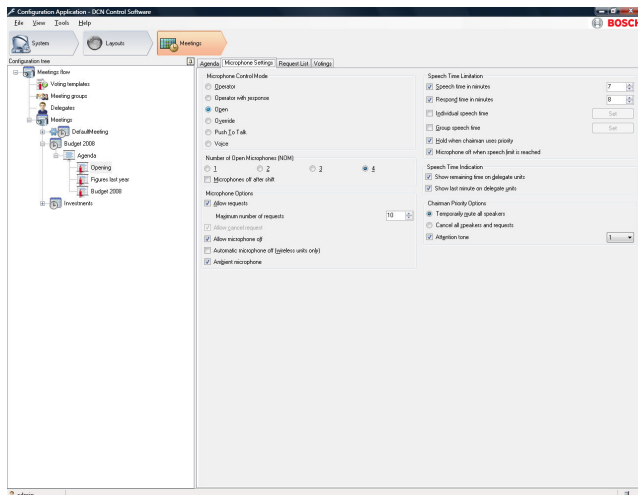 Configuration Application - DCN Control Software
File View Tools Help
BOSCH
System
Layouts
Meetings
Configuration tree
Meetings flow
Voting templates
Meeting groups
Delegates
Meetings
DefaultMeeting
Budget 2008
Agenda
Opening
Figures last year
Budget 2008
Investments
Agenda Microphone Settings Request List Votings
Microphone Control Mode
Operator
Operator with response
Open
Override
Push To Talk
Voice
Number of Open Microphones (NOM)
1 2 3 4
Microphones off after shift
Microphone Options
Allow requests
Maximum number of requests 10
Allow cancel request
Allow microphone off
Automatic microphone off (wireless units only)
Ambient microphone
Speech Time Limitation
Speech time in minutes 7
Respond time in minutes 8
Individual speech time Set
Group speech time Set
Hold when chairman uses priority
Microphone off when speech limit is reached
Speech Time Indication
Show remaining time on delegate units
Show last minute on delegate units
Chairman Priority Options
Temporarily mute all speakers
Cancel all speakers and requests
Attention tone 1
admin